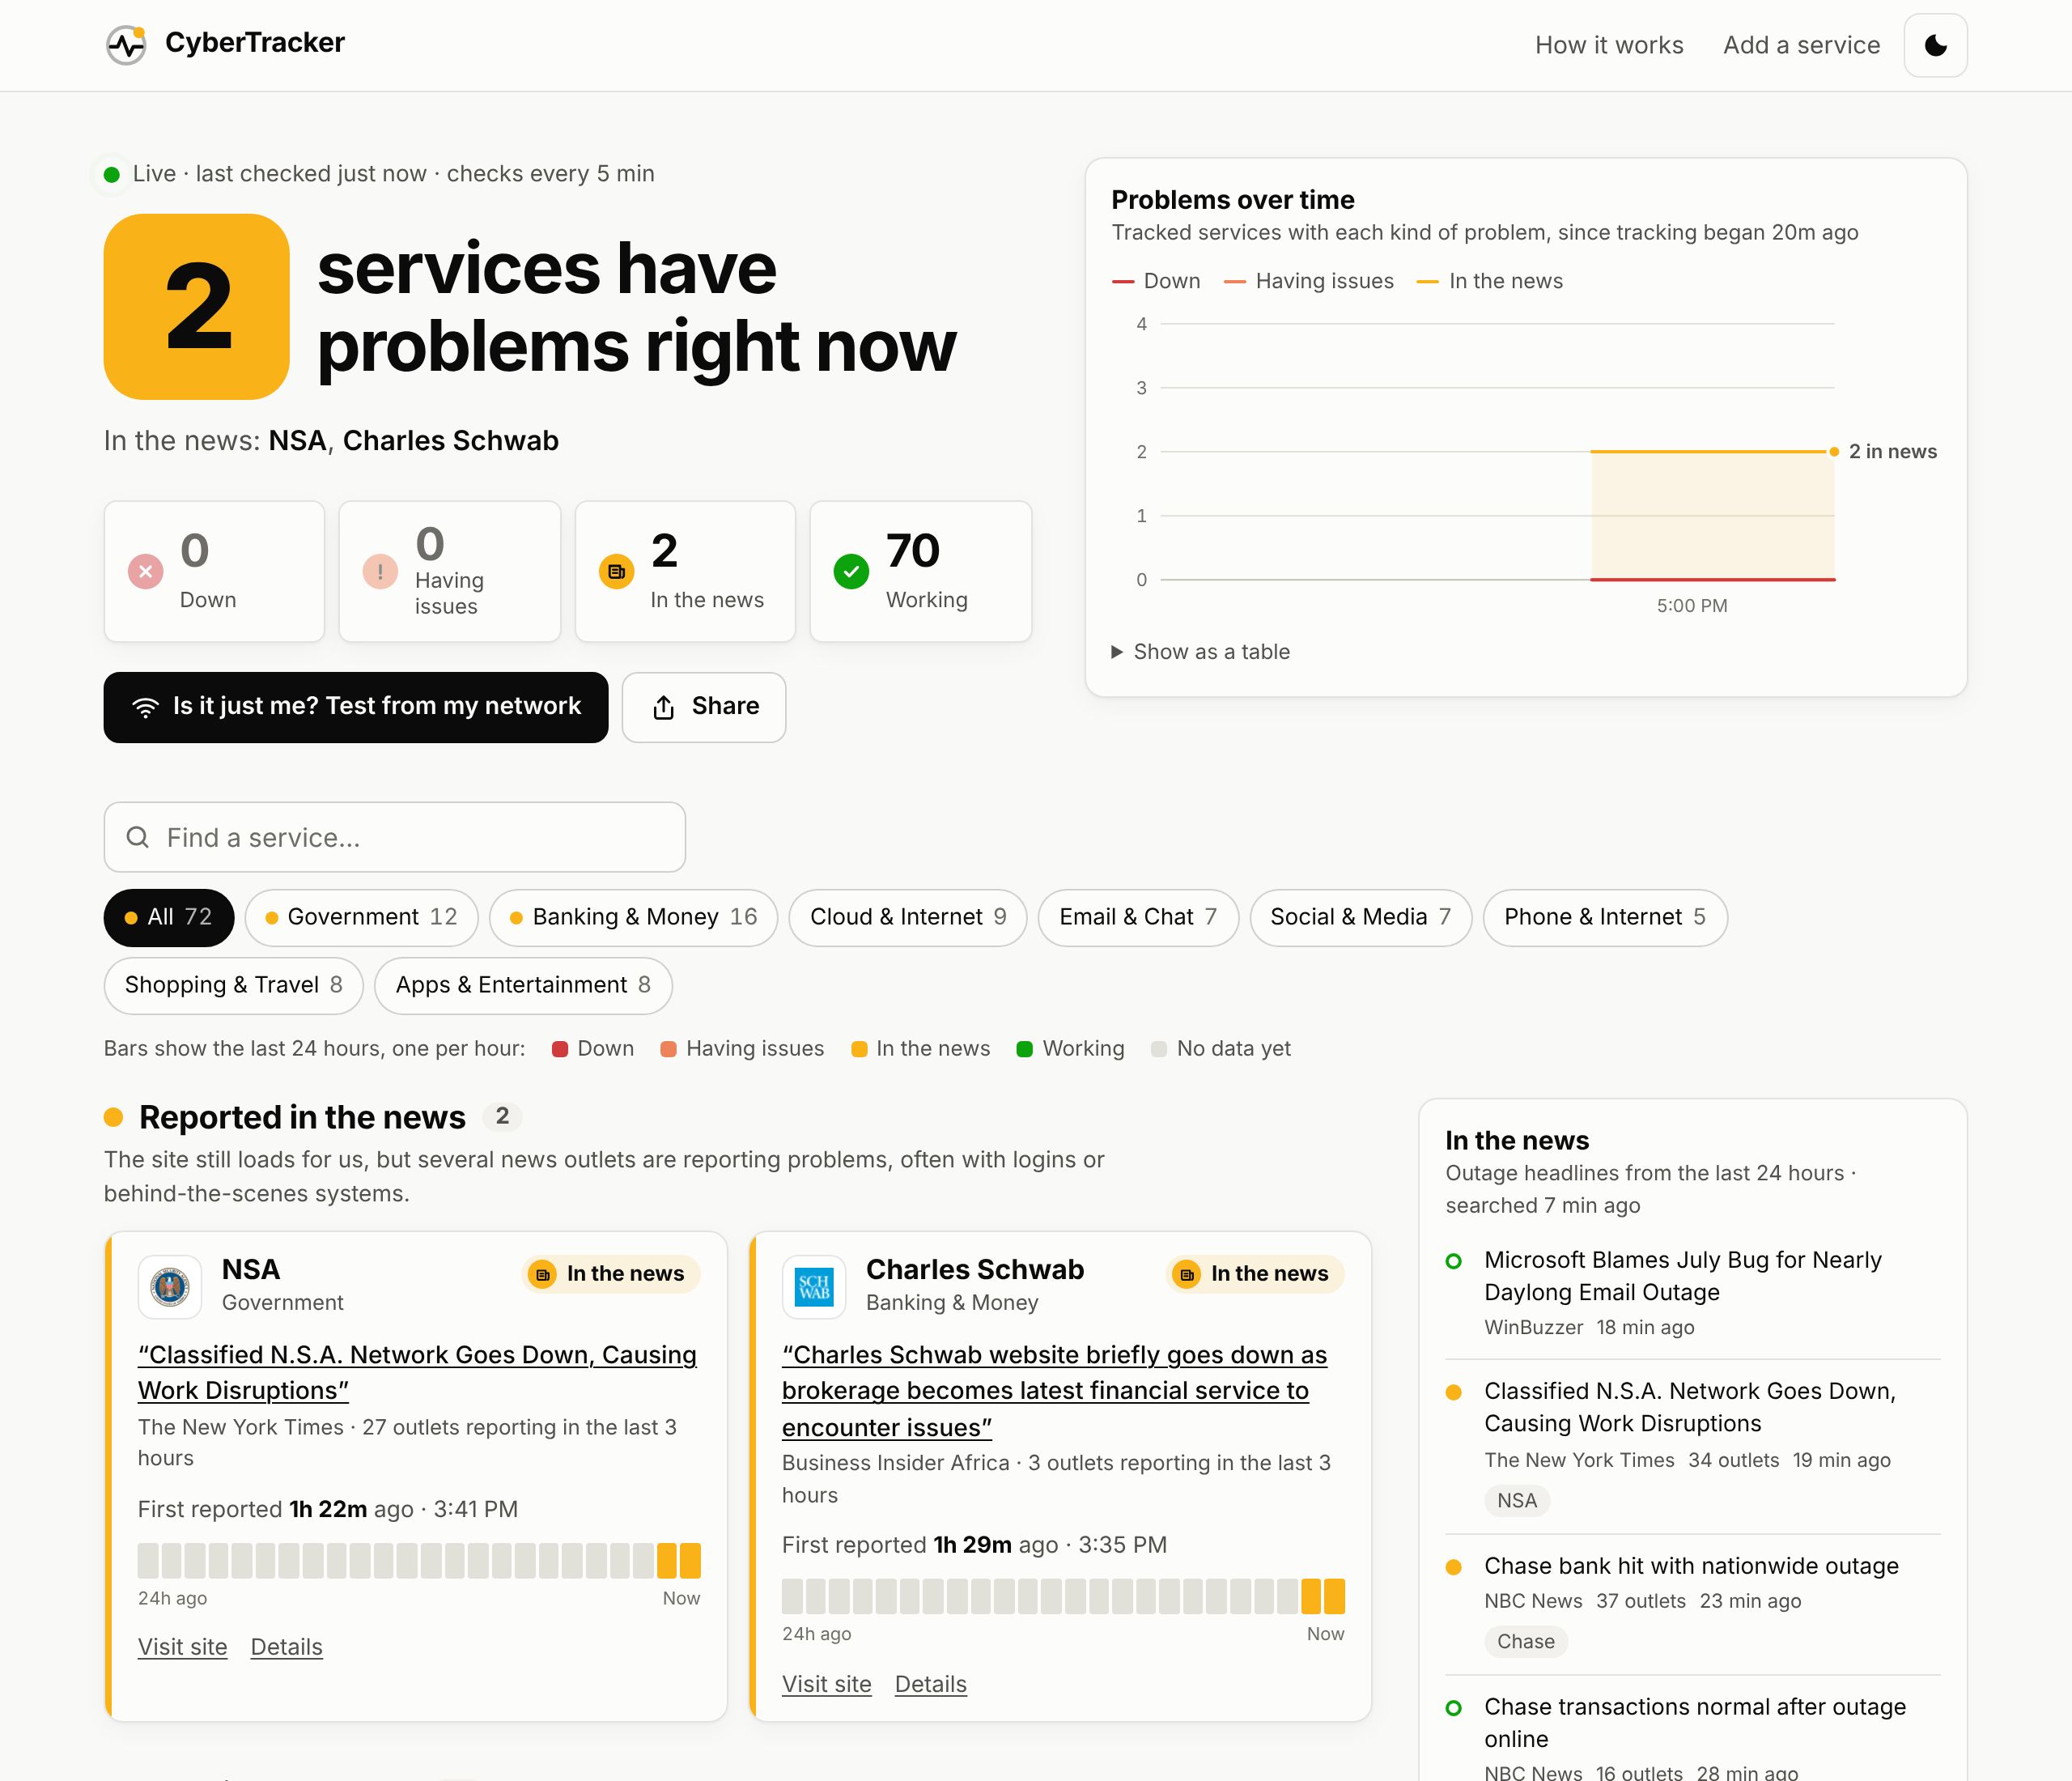 CyberTracker
How it works
Add a service
Live · last checked just now · checks every 5 min
2
services have
problems right now
In the news: NSA, Charles Schwab
0
Down
0
Having
issues
2
In the news
70
Working
Is it just me? Test from my network
Share
Problems over time
Tracked services with each kind of problem, since tracking began 20m ago
Down
Having issues
In the news
4
3
2
1
0
2 in news
5:00 PM
Show as a table
Find a service...
All 72
Government 12
Banking & Money 16
Cloud & Internet 9
Email & Chat 7
Social & Media 7
Phone & Internet 5
Shopping & Travel 8
Apps & Entertainment 8
Bars show the last 24 hours, one per hour:
Down
Having issues
In the news
Working
No data yet
Reported in the news 2
The site still loads for us, but several news outlets are reporting problems, often with logins or
behind-the-scenes systems.
NSA
Government
In the news
“Classified N.S.A. Network Goes Down, Causing
Work Disruptions”
The New York Times · 27 outlets reporting in the last 3
hours
First reported 1h 22m ago · 3:41 PM
24h ago
Now
Visit site
Details
SCH
WAB
Charles Schwab
Banking & Money
In the news
“Charles Schwab website briefly goes down as
brokerage becomes latest financial service to
encounter issues”
Business Insider Africa · 3 outlets reporting in the last 3
hours
First reported 1h 29m ago · 3:35 PM
24h ago
Now
Visit site
Details
In the news
Outage headlines from the last 24 hours ·
searched 7 min ago
Microsoft Blames July Bug for Nearly
Daylong Email Outage
WinBuzzer 18 min ago
Classified N.S.A. Network Goes Down,
Causing Work Disruptions
The New York Times 34 outlets 19 min ago
NSA
Chase bank hit with nationwide outage
NBC News 37 outlets 23 min ago
Chase
Chase transactions normal after outage
online
NBC News 16 outlets 28 min ago